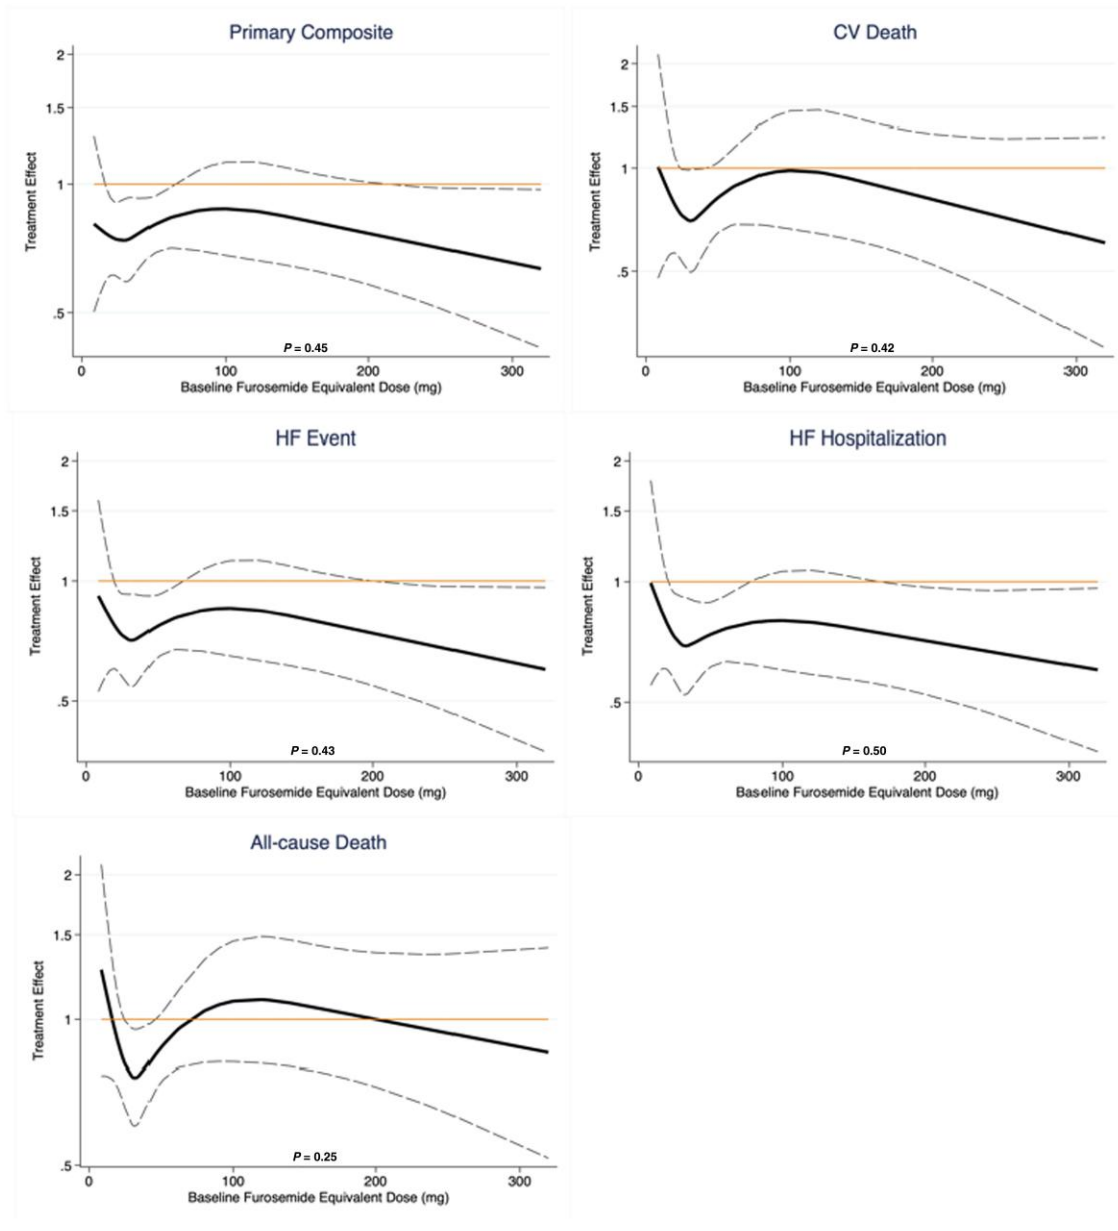 Primary Composite
2
1.5
1
.5
Treatment Effect
P = 0.45
0 100 200 300
Baseline Furosemide Equivalent Dose (mg)
CV Death
2
1.5
1
.5
Treatment Effect
P = 0.42
0 100 200 300
Baseline Furosemide Equivalent Dose (mg)
HF Event
2
1.5
1
.5
Treatment Effect
P = 0.43
0 100 200 300
Baseline Furosemide Equivalent Dose (mg)
HF Hospitalization
2
1.5
1
.5
Treatment Effect
P = 0.50
0 100 200 300
Baseline Furosemide Equivalent Dose (mg)
All-cause Death
2
1.5
1
.5
Treatment Effect
P = 0.25
0 100 200 300
Baseline Furosemide Equivalent Dose (mg)